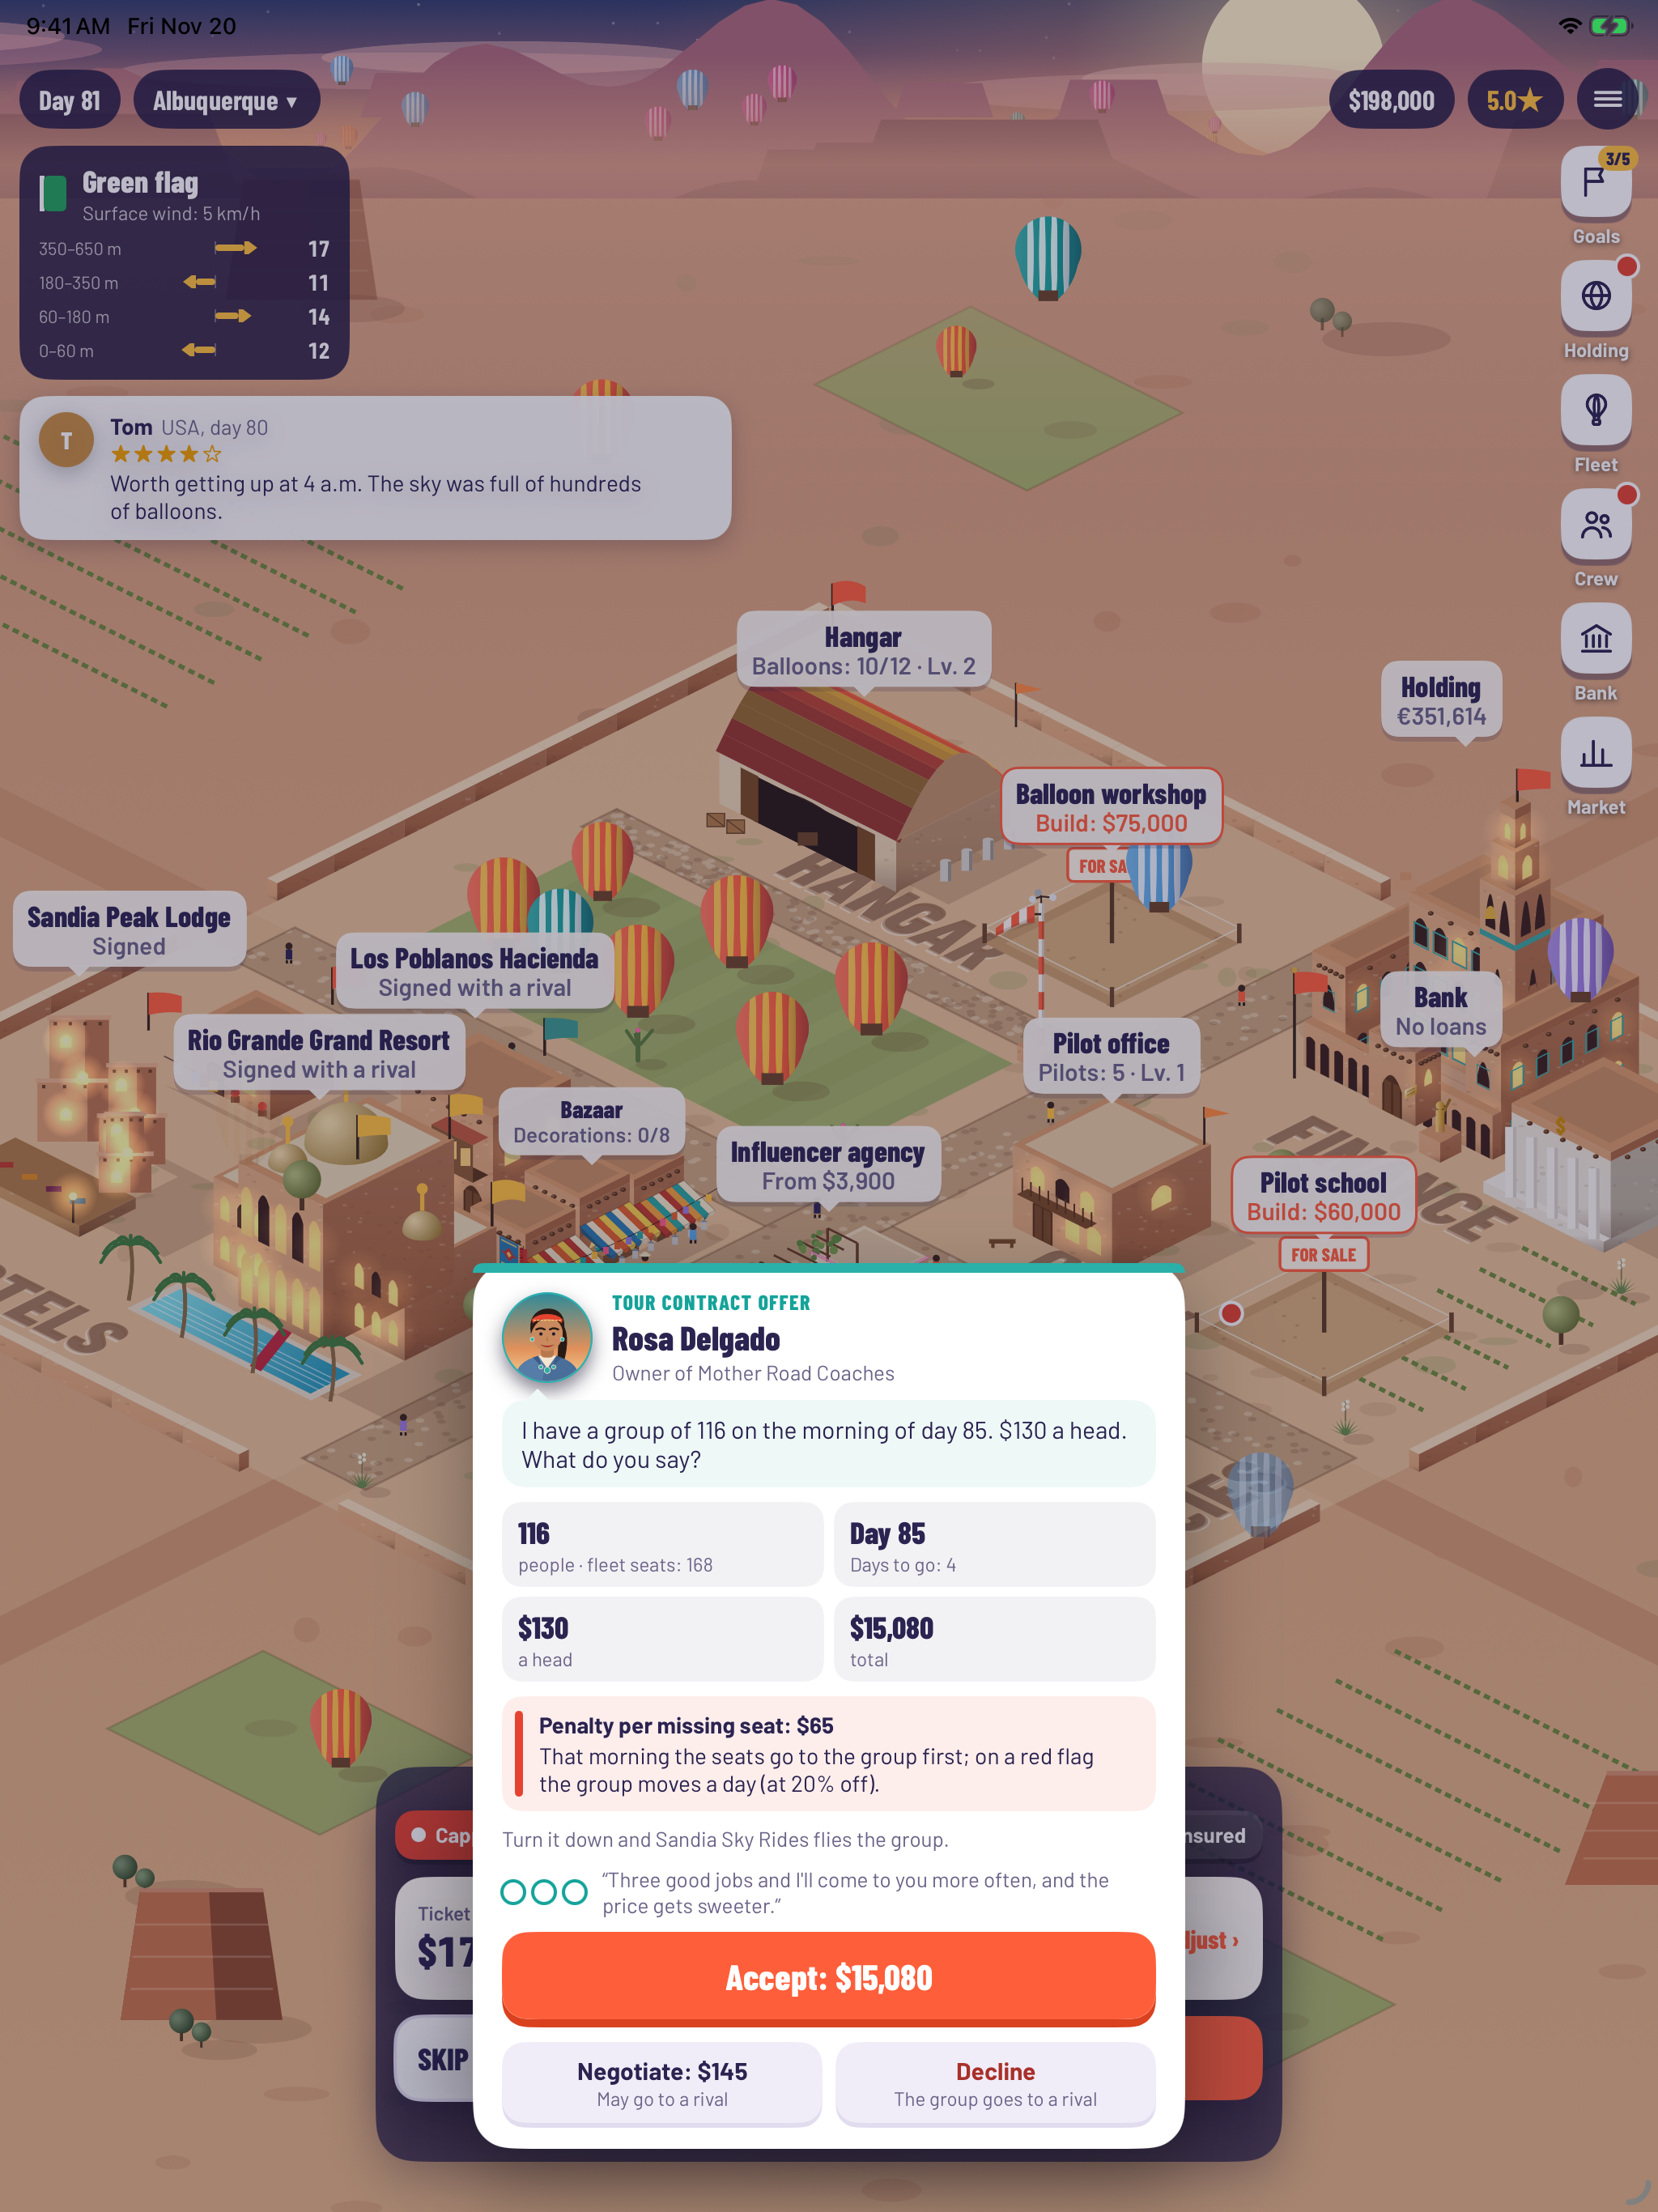 9:41 AM Fri Nov 20
Day 81
Albuquerque ▾
$198,000
5.0★
Green flag
Surface wind: 5 km/h
350–650 m 17
180–350 m 11
60–180 m 14
0–60 m 12
3/5
Goals
Holding
Fleet
Crew
Bank
Market
T
Tom USA, day 80
★★★★☆
Worth getting up at 4 a.m. The sky was full of hundreds
of balloons.
Hangar
Balloons: 10/12 · Lv. 2
Holding
€351,614
Balloon workshop
Build: $75,000
FOR SA
HANGAR
Sandia Peak Lodge
Signed
Los Poblanos Hacienda
Signed with a rival
Rio Grande Grand Resort
Signed with a rival
Bank
No loans
Pilot office
Pilots: 5 · Lv. 1
Bazaar
Decorations: 0/8
Influencer agency
From $3,900
Pilot school
Build: $60,000
FOR SALE
$
TOUR CONTRACT OFFER
Rosa Delgado
Owner of Mother Road Coaches
I have a group of 116 on the morning of day 85. $130 a head.
What do you say?
116
people · fleet seats: 168
Day 85
Days to go: 4
$130
a head
$15,080
total
Penalty per missing seat: $65
That morning the seats go to the group first; on a red flag
the group moves a day (at 20% off).
Turn it down and Sandia Sky Rides flies the group.
“Three good jobs and I'll come to you more often, and the
price gets sweeter.”
Accept: $15,080
Negotiate: $145
May go to a rival
Decline
The group goes to a rival
Ticket
$17
SKIP